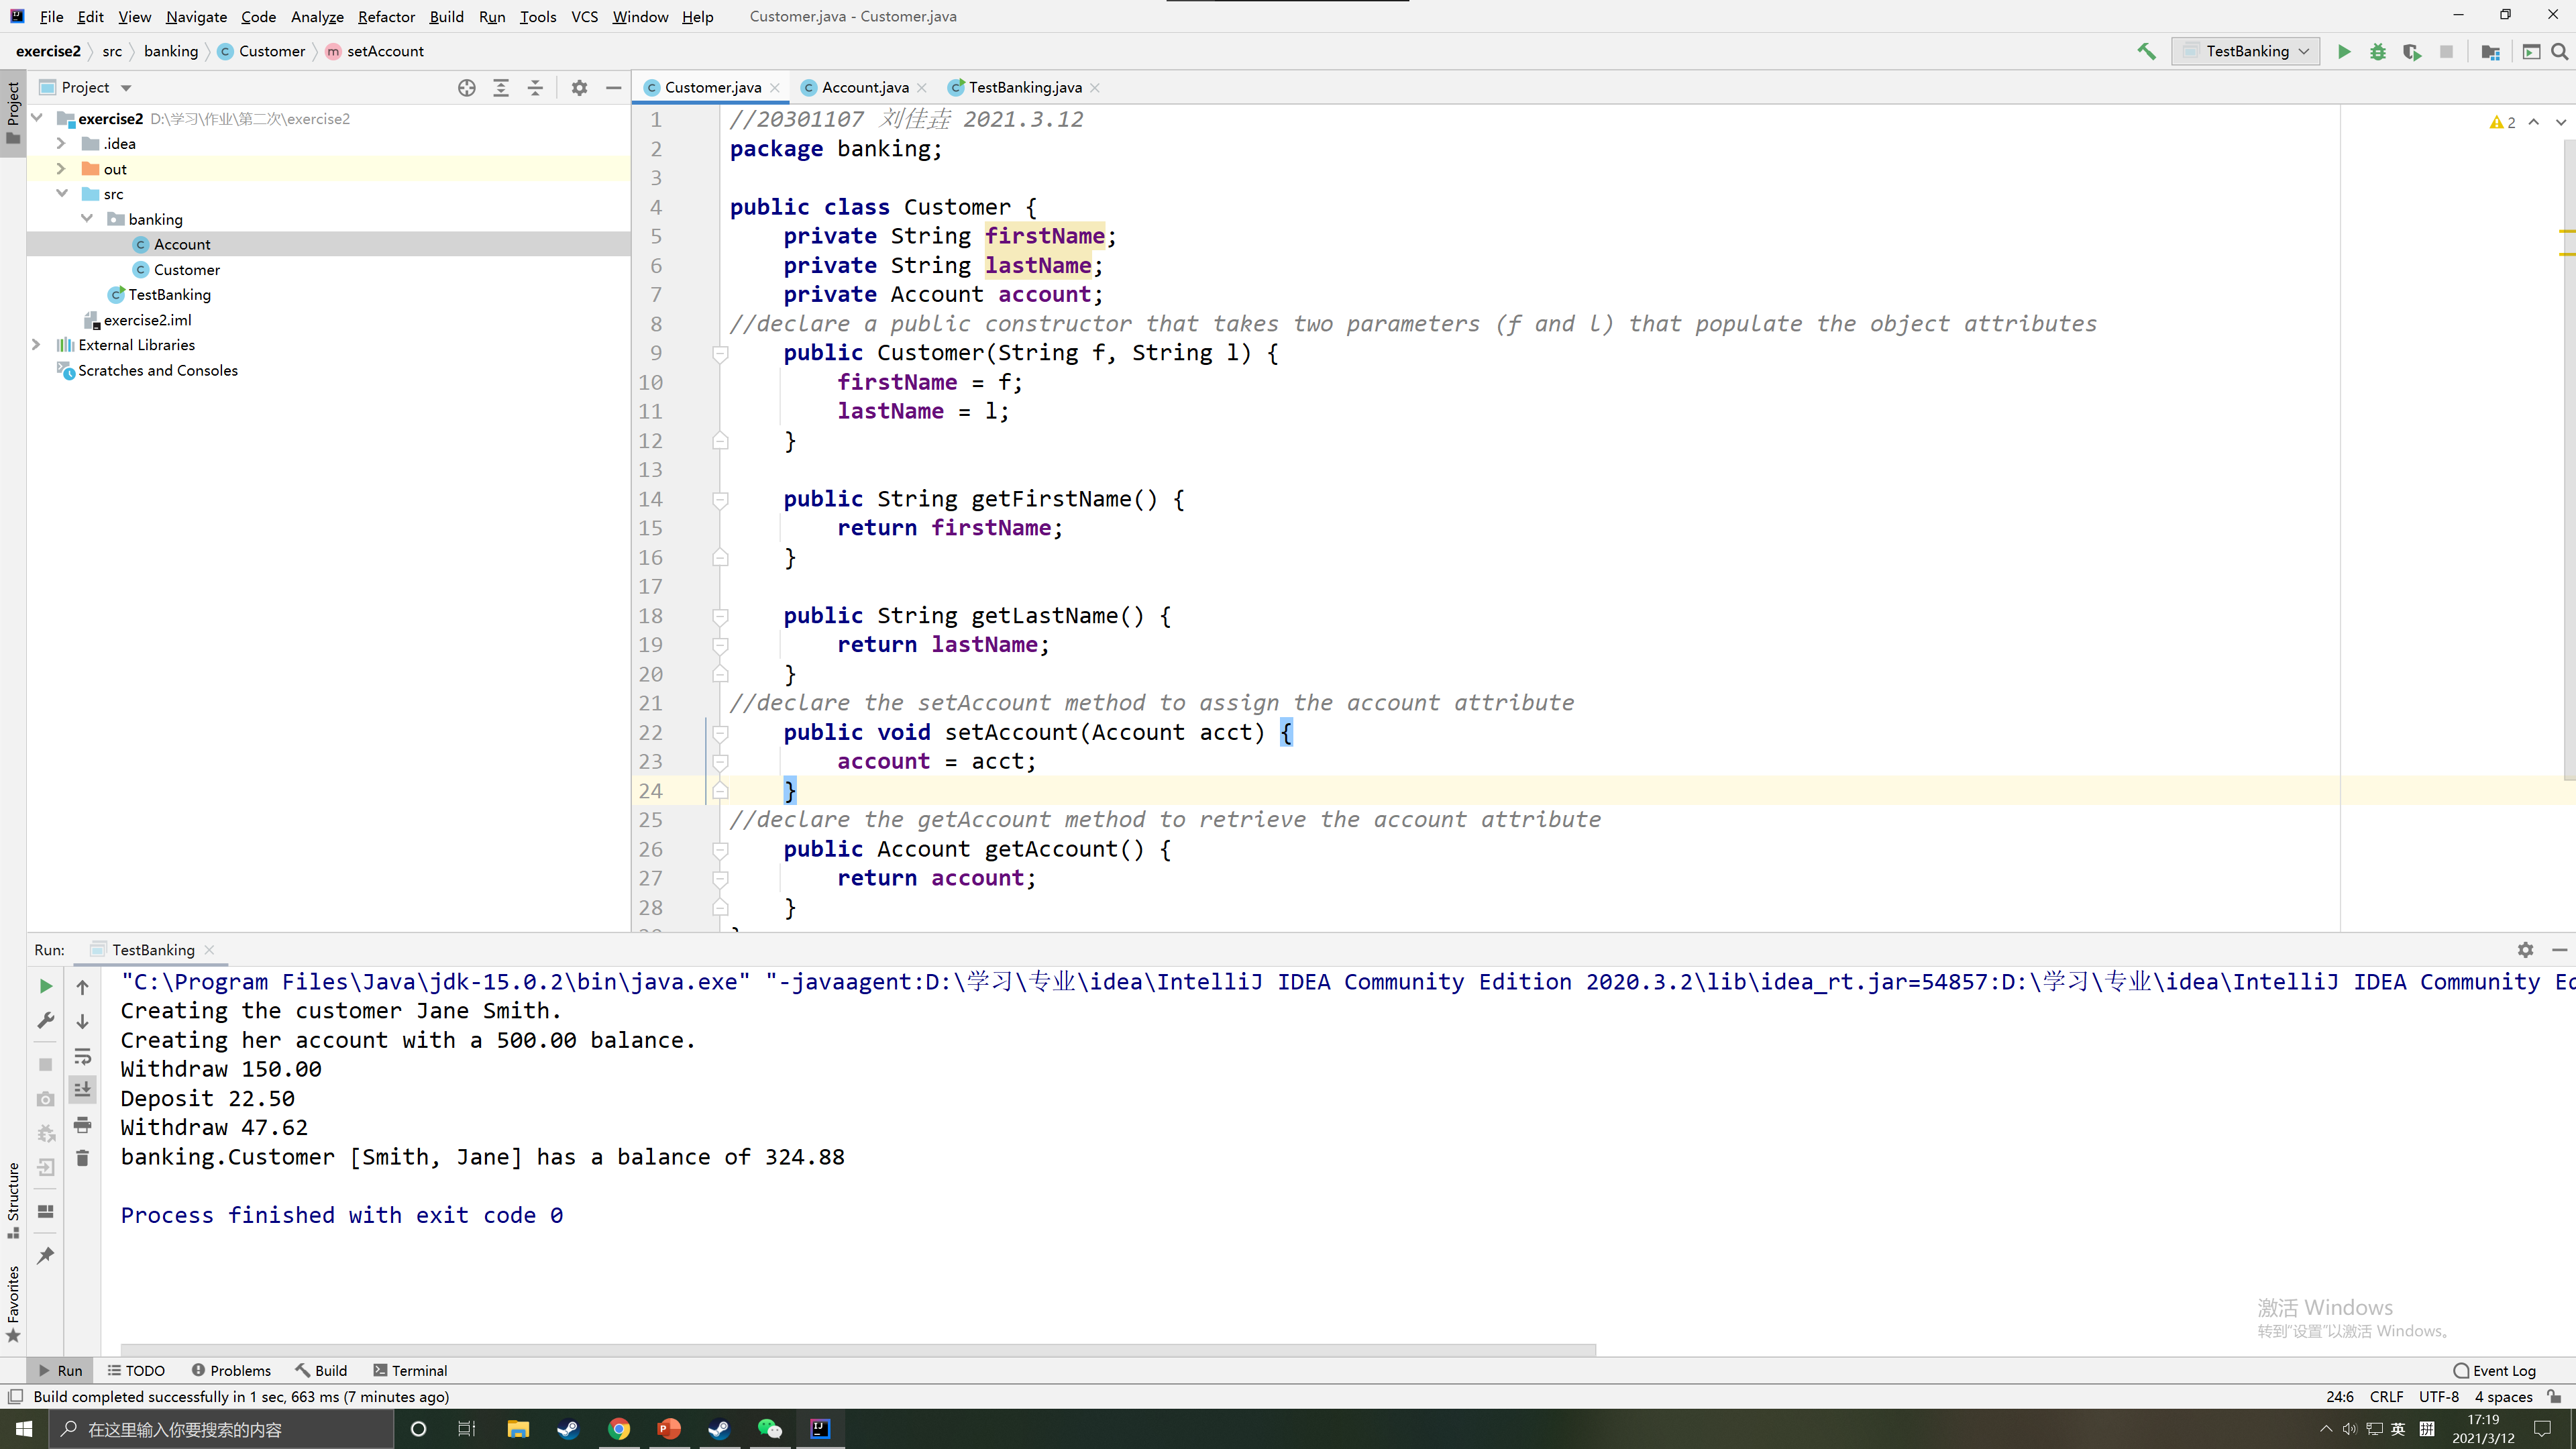 File Edit View Navigate Code Analyze Refactor Build Run Tools VCS Window Help Customer.java - Customer.java
exercise2 src banking Customer setAccount TestBanking
Project
Project Customer.java Account.java TestBanking.java
exercise2 D:\学习\作业\第二次\exercise2
.idea
out
src
banking
Account
Customer
TestBanking
exercise2.iml
External Libraries
Scratches and Consoles
2
1 //20301107 刘佳垚 2021.3.12
2 package banking;
3
4 public class Customer {
5 private String firstName;
6 private String lastName;
7 private Account account;
8 //declare a public constructor that takes two parameters (f and l) that populate the object attributes
9 public Customer(String f, String l) {
10 firstName = f;
11 lastName = l;
12 }
13
14 public String getFirstName() {
15 return firstName;
16 }
17
18 public String getLastName() {
19 return lastName;
20 }
21 //declare the setAccount method to assign the account attribute
22 public void setAccount(Account acct) {
23 account = acct;
24 }
25 //declare the getAccount method to retrieve the account attribute
26 public Account getAccount() {
27 return account;
28 }
Run: TestBanking
"C:\Program Files\Java\jdk-15.0.2\bin\java.exe" "-javaagent:D:\学习\专业\idea\IntelliJ IDEA Community Edition 2020.3.2\lib\idea_rt.jar=54857:D:\学习\专业\idea\IntelliJ IDEA Community Ed
Creating the customer Jane Smith.
Creating her account with a 500.00 balance.
Withdraw 150.00
Deposit 22.50
Withdraw 47.62
banking.Customer [Smith, Jane] has a balance of 324.88
Process finished with exit code 0
Structure
Favorites
激活 Windows
转到"设置"以激活 Windows。
Run TODO Problems Build Terminal Event Log
Build completed successfully in 1 sec, 663 ms (7 minutes ago) 24:6 CRLF UTF-8 4 spaces
在这里输入你要搜索的内容 英 拼 17:19
2021/3/12